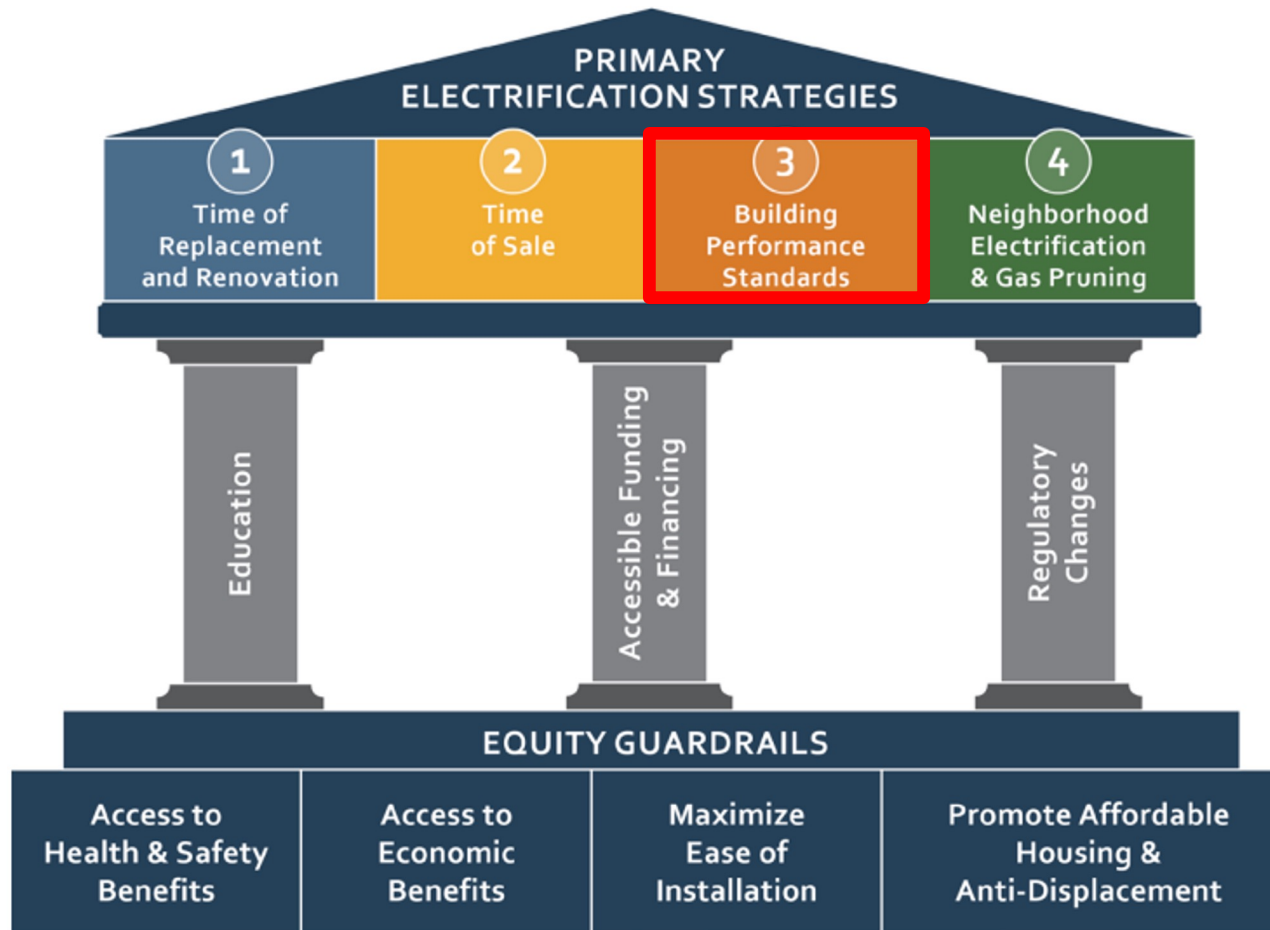 PRIMARY
ELECTRIFICATION STRATEGIES
1
Time of
Replacement
and Renovation
2
Time
of Sale
3
Building
Performance
Standards
4
Neighborhood
Electrification
& Gas Pruning
Education
Accessible Funding
& Financing
Regulatory
Changes
EQUITY GUARDRAILS
Access to
Health & Safety
Benefits
Access to
Economic
Benefits
Maximize
Ease of
Installation
Promote Affordable
Housing &
Anti-Displacement